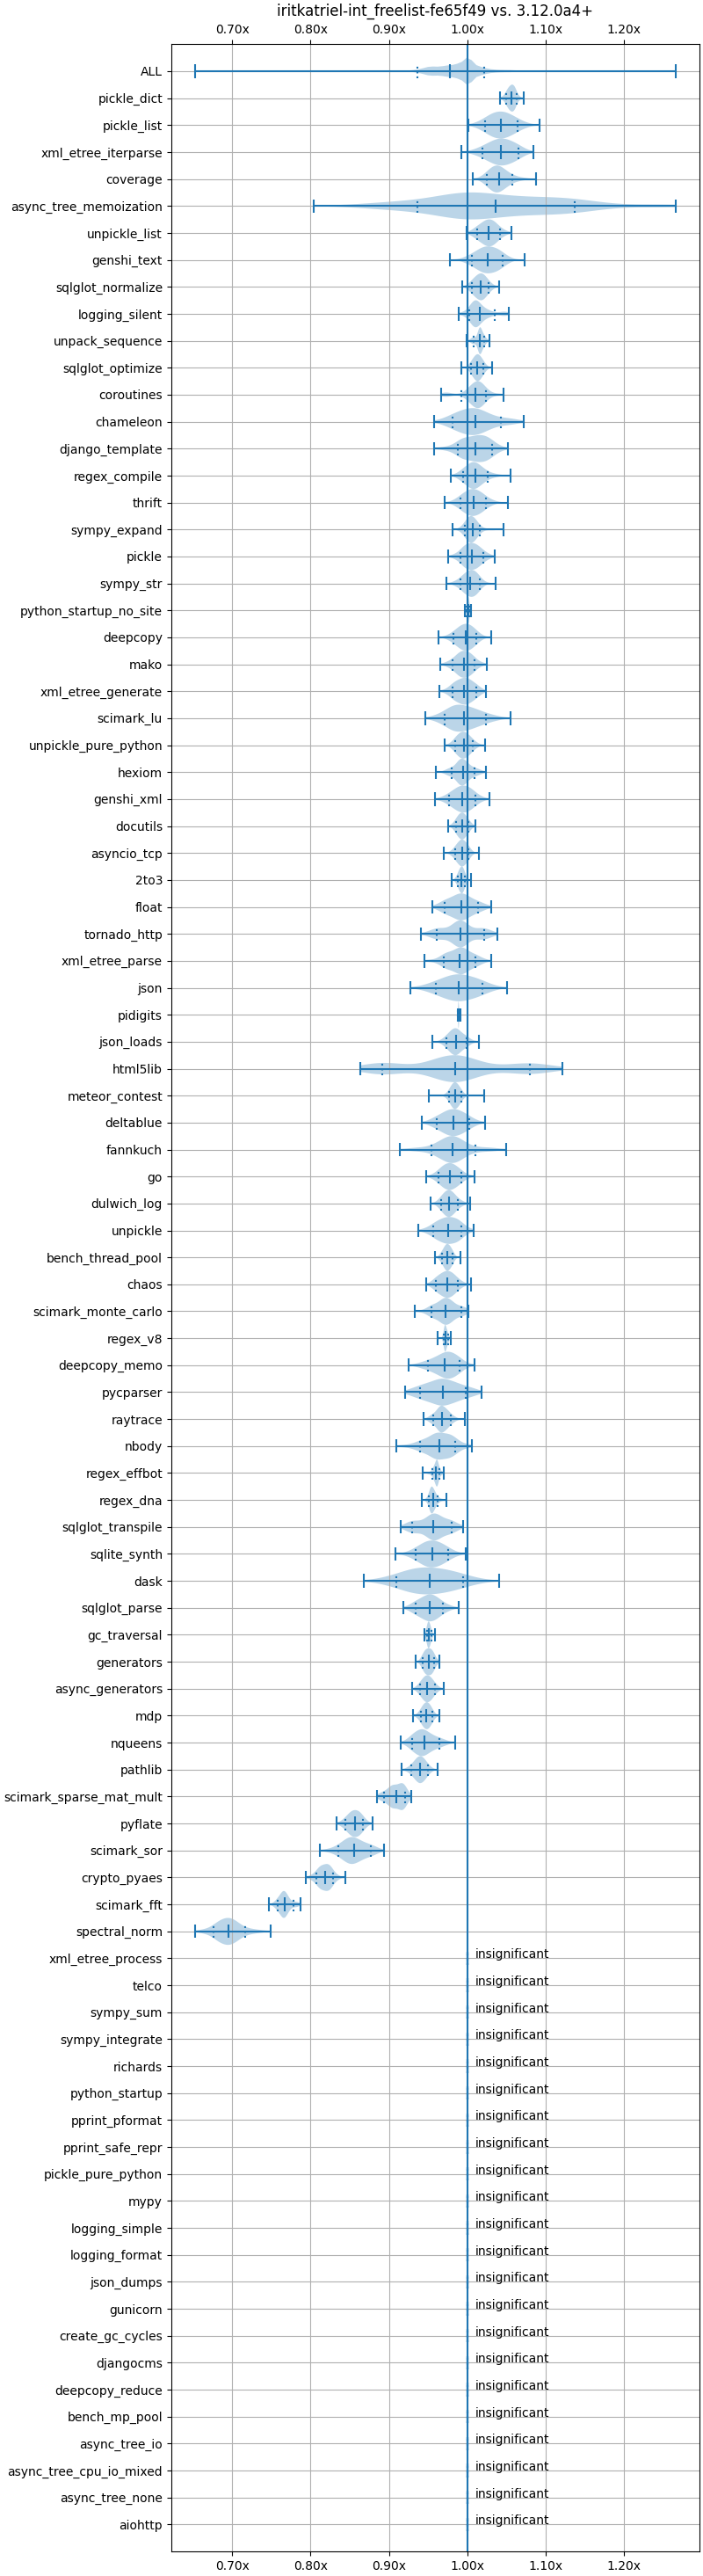 iritkatriel-int_freelist-fe65f49 vs. 3.12.0a4+
0.70x 0.80x 0.90x 1.00x 1.10x 1.20x
ALL
pickle_dict
pickle_list
xml_etree_iterparse
coverage
async_tree_memoization
unpickle_list
genshi_text
sqlglot_normalize
logging_silent
unpack_sequence
sqlglot_optimize
coroutines
chameleon
django_template
regex_compile
thrift
sympy_expand
pickle
sympy_str
python_startup_no_site
deepcopy
mako
xml_etree_generate
scimark_lu
unpickle_pure_python
hexiom
genshi_xml
docutils
asyncio_tcp
2to3
float
tornado_http
xml_etree_parse
json
pidigits
json_loads
html5lib
meteor_contest
deltablue
fannkuch
go
dulwich_log
unpickle
bench_thread_pool
chaos
scimark_monte_carlo
regex_v8
deepcopy_memo
pycparser
raytrace
nbody
regex_effbot
regex_dna
sqlglot_transpile
sqlite_synth
dask
sqlglot_parse
gc_traversal
generators
async_generators
mdp
nqueens
pathlib
scimark_sparse_mat_mult
pyflate
scimark_sor
crypto_pyaes
scimark_fft
spectral_norm
xml_etree_process insignificant
telco insignificant
sympy_sum insignificant
sympy_integrate insignificant
richards insignificant
python_startup insignificant
pprint_pformat insignificant
pprint_safe_repr insignificant
pickle_pure_python insignificant
mypy insignificant
logging_simple insignificant
logging_format insignificant
json_dumps insignificant
gunicorn insignificant
create_gc_cycles insignificant
djangocms insignificant
deepcopy_reduce insignificant
bench_mp_pool insignificant
async_tree_io insignificant
async_tree_cpu_io_mixed insignificant
async_tree_none insignificant
aiohttp insignificant
0.70x 0.80x 0.90x 1.00x 1.10x 1.20x